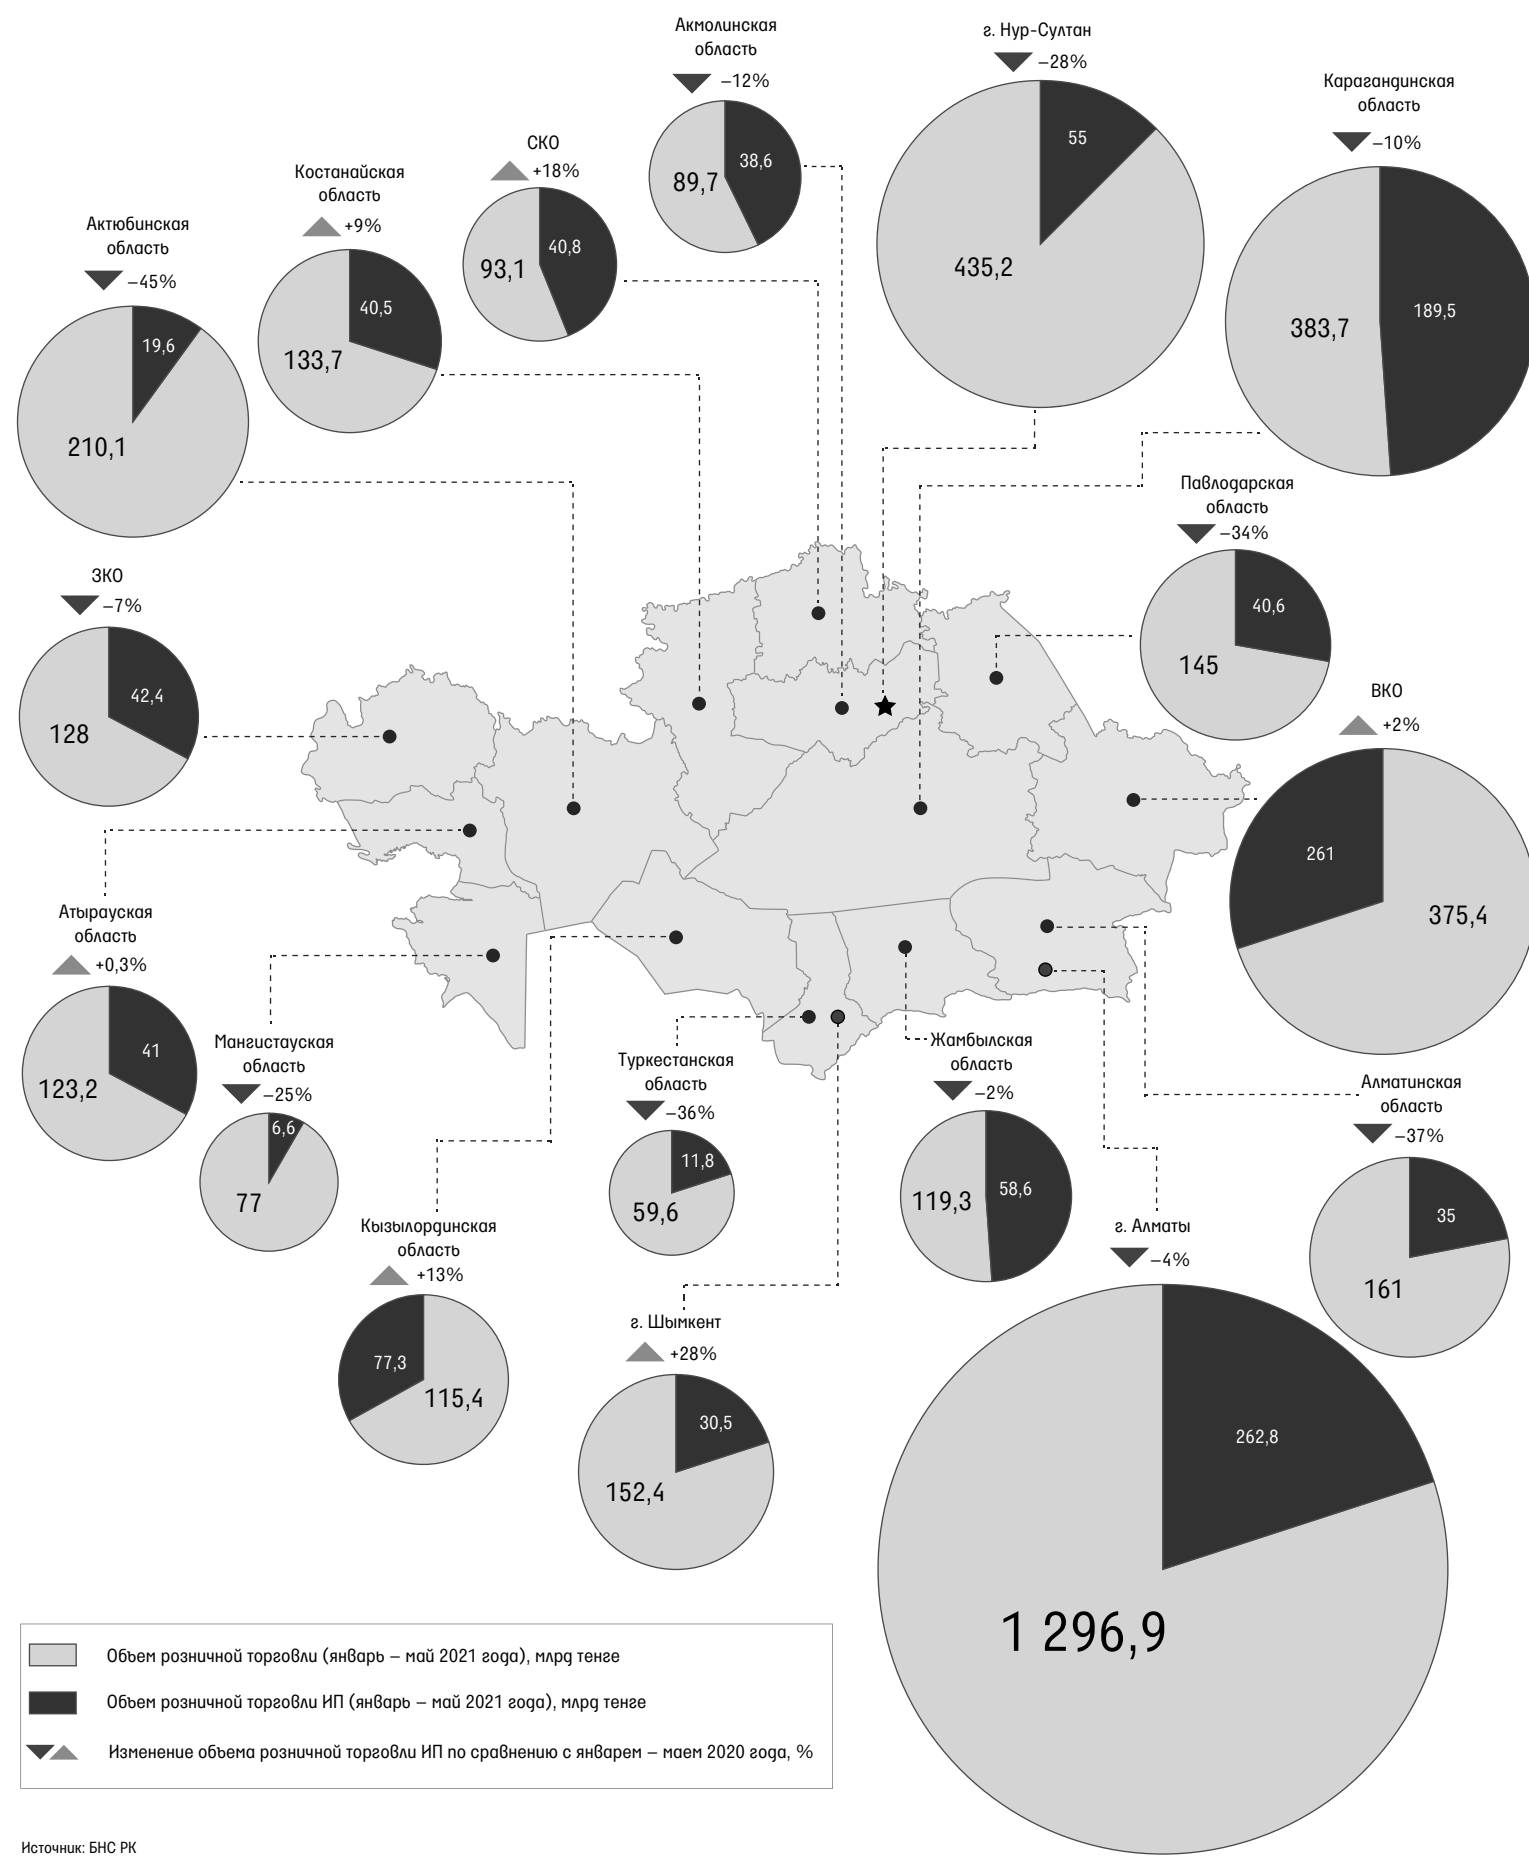 Акмолинская
область
–12%
38,6
89,7
г. Нур-Султан
–28%
55
435,2
Карагандинская
область
–10%
189,5
383,7
СКО
+18%
40,8
93,1
Костанайская
область
+9%
40,5
133,7
Актюбинская
область
–45%
19,6
210,1
Павлодарская
область
–34%
40,6
145
ЗКО
–7%
42,4
128
ВКО
+2%
261
375,4
Атырауская
область
+0,3%
41
123,2
Мангистауская
область
–25%
6,6
77
Туркестанская
область
–36%
11,8
59,6
Жамбылская
область
–2%
58,6
119,3
Алматинская
область
–37%
35
161
Кызылординская
область
+13%
77,3
115,4
г. Шымкент
+28%
30,5
152,4
г. Алматы
–4%
262,8
1 296,9
Объем розничной торговли (январь – май 2021 года), млрд тенге
Объем розничной торговли ИП (январь – май 2021 года), млрд тенге
Изменение объема розничной торговли ИП по сравнению с январем – маем 2020 года, %
Источник: БНС РК